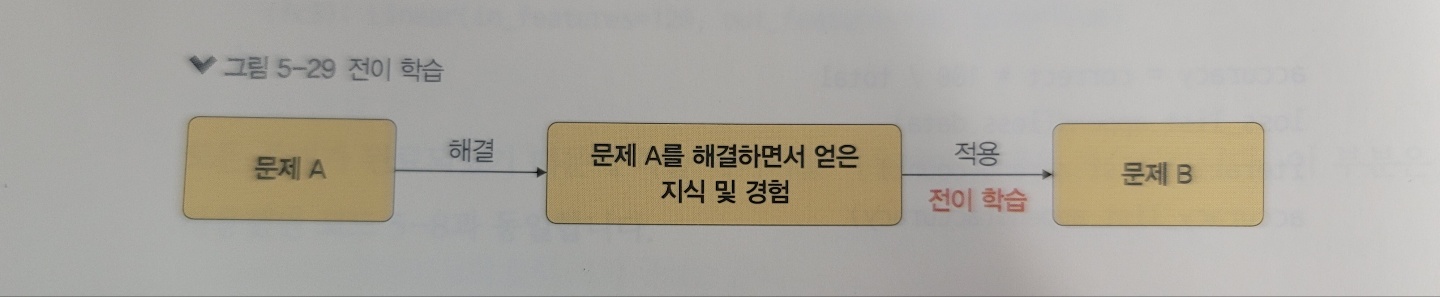 그림 5-29 전이 학습
문제 A
해결
문제 A를 해결하면서 얻은
지식 및 경험
적용
전이 학습
문제 B